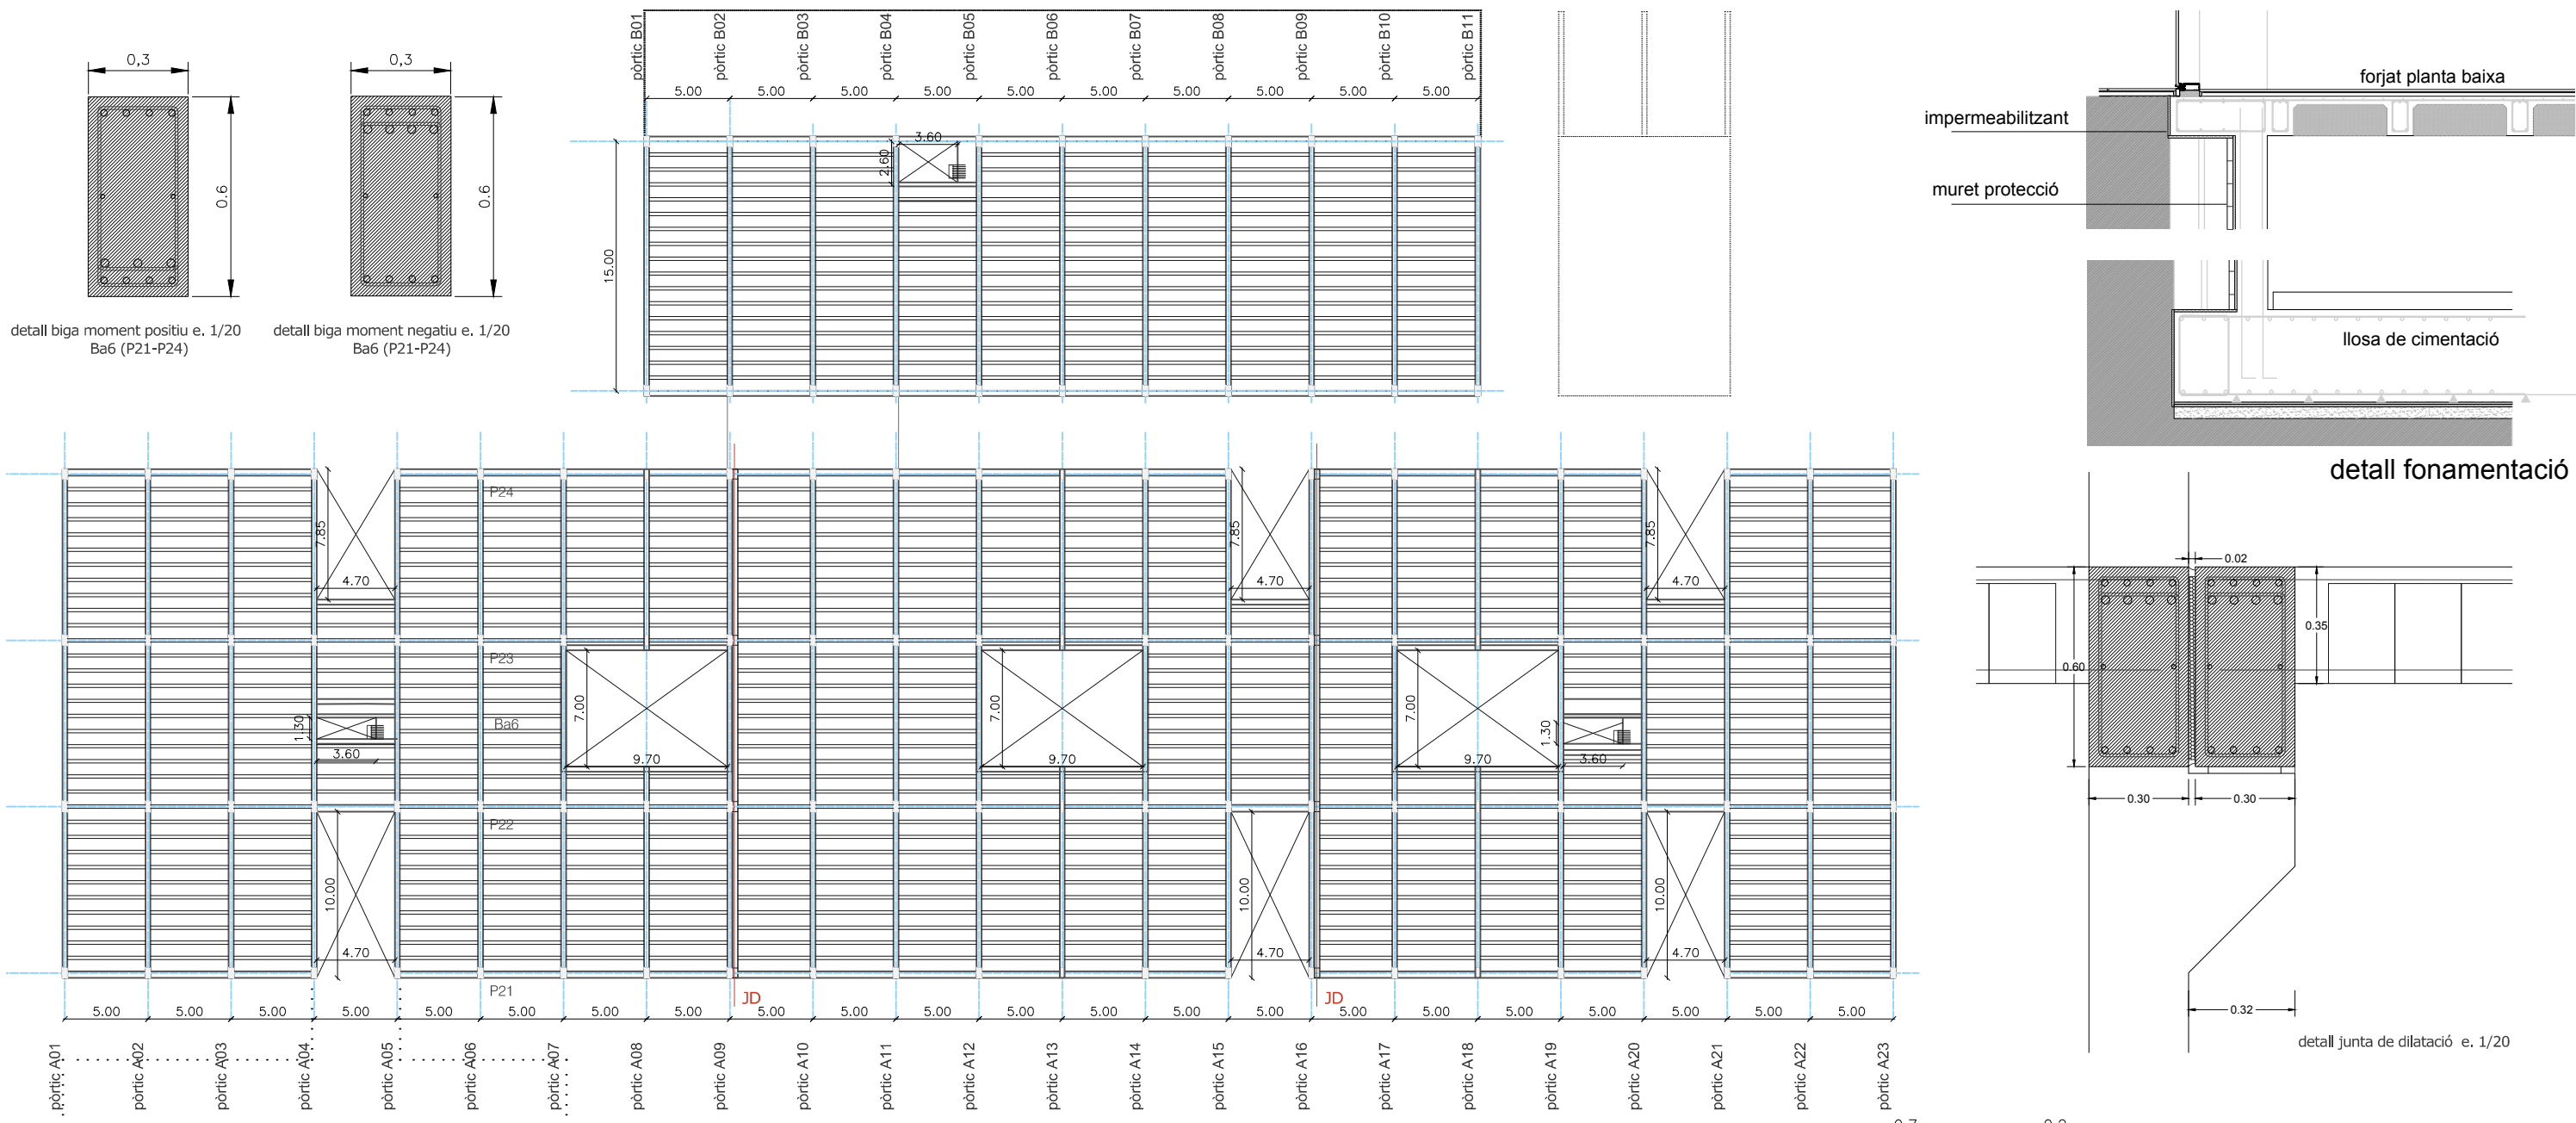 0,3
0.6
detall biga moment positiu e. 1/20
Ba6 (P21-P24)
0,3
0.6
detall biga moment negatiu e. 1/20
Ba6 (P21-P24)
pòrtic B01
pòrtic B02
pòrtic B03
pòrtic B04
pòrtic B05
pòrtic B06
pòrtic B07
pòrtic B08
pòrtic B09
pòrtic B10
pòrtic B11
5.00 5.00 5.00 5.00 5.00 5.00 5.00 5.00 5.00 5.00
3.60
2.60
15.00
forjat planta baixa
impermeabilitzant
muret protecció
llosa de cimentació
detall fonamentació
P24
7.85
4.70
7.85
4.70
7.85
4.70
P23
Ba6
1.30
3.60
7.00
9.70
7.00
9.70
7.00
9.70
1.30
3.60
P22
10.00
4.70
10.00
4.70
10.00
4.70
P21
JD
JD
5.00 5.00 5.00 5.00 5.00 5.00 5.00 5.00 5.00 5.00 5.00 5.00 5.00 5.00 5.00 5.00 5.00 5.00 5.00 5.00 5.00 5.00
pòrtic A01
pòrtic A02
pòrtic A03
pòrtic A04
pòrtic A05
pòrtic A06
pòrtic A07
pòrtic A08
pòrtic A09
pòrtic A10
pòrtic A11
pòrtic A12
pòrtic A13
pòrtic A14
pòrtic A15
pòrtic A16
pòrtic A17
pòrtic A18
pòrtic A19
pòrtic A20
pòrtic A21
pòrtic A22
pòrtic A23
0.02
0.35
0.60
0.30
0.30
0.32
detall junta de dilatació e. 1/20